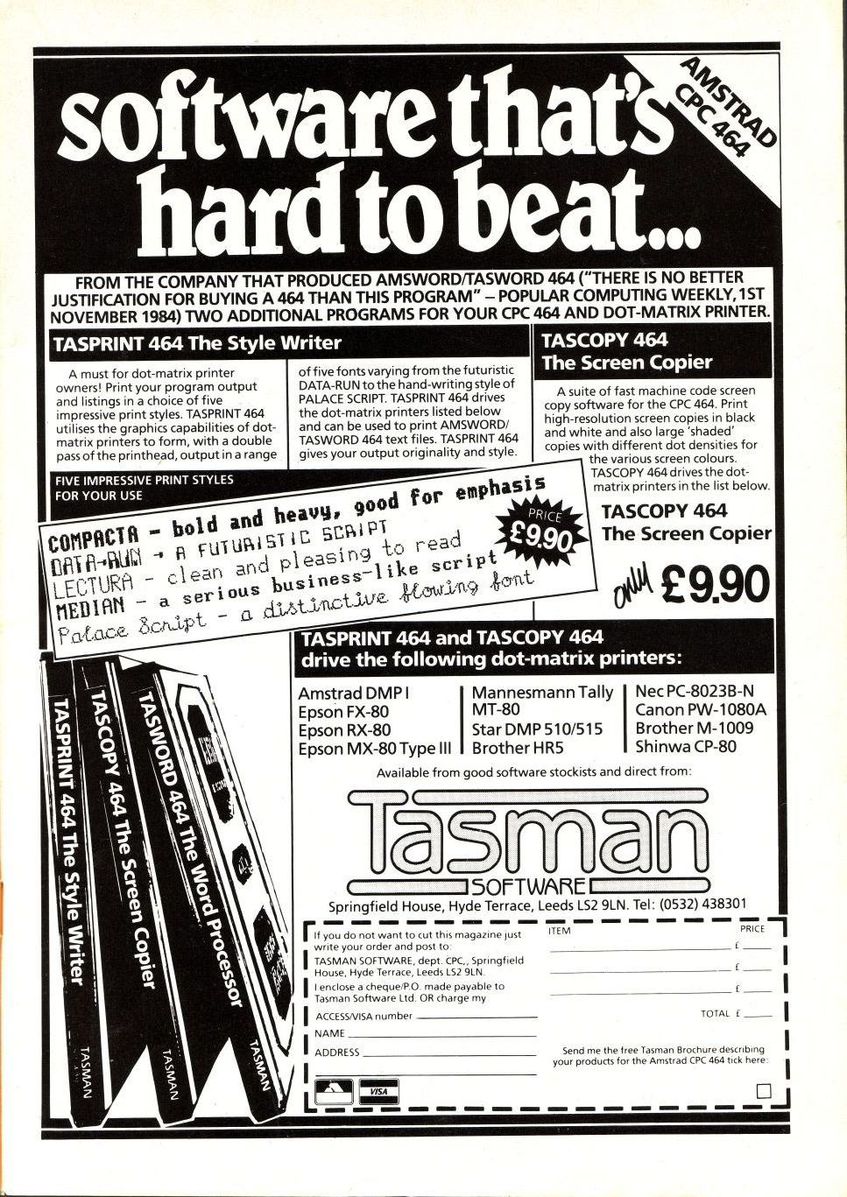 software that's
hard to beat...
AMSTRAD
CPC 464
FROM THE COMPANY THAT PRODUCED AMSWORD/TASWORD 464 ("THERE IS NO BETTER
JUSTIFICATION FOR BUYING A 464 THAN THIS PROGRAM" – POPULAR COMPUTING WEEKLY, 1ST
NOVEMBER 1984) TWO ADDITIONAL PROGRAMS FOR YOUR CPC 464 AND DOT-MATRIX PRINTER.
TASPRINT 464 The Style Writer
A must for dot-matrix printer
owners! Print your program output
and listings in a choice of five
impressive print styles. TASPRINT 464
utilises the graphics capabilities of dot-
matrix printers to form, with a double
pass of the printhead, output in a range
of five fonts varying from the futuristic
DATA-RUN to the hand-writing style of
PALACE SCRIPT. TASPRINT 464 drives
the dot-matrix printers listed below
and can be used to print AMSWORD/
TASWORD 464 text files. TASPRINT 464
gives your output originality and style.
TASCOPY 464
The Screen Copier
A suite of fast machine code screen
copy software for the CPC 464. Print
high-resolution screen copies in black
and white and also large 'shaded'
copies with different dot densities for
the various screen colours.
TASCOPY 464 drives the dot-
matrix printers in the list below.
TASCOPY 464
The Screen Copier
only £9.90
FIVE IMPRESSIVE PRINT STYLES
FOR YOUR USE
COMPACTA – bold and heavy, good for emphasis
DATA-RUN – A FUTURISTIC SCRIPT
LECTURA – clean and pleasing to read
MEDIAN – a serious business-like script
Palace Script – a distinctive flowing font
PRICE
£9.90
TASPRINT 464 and TASCOPY 464
drive the following dot-matrix printers:
Amstrad DMP1
Epson FX-80
Epson RX-80
Epson MX-80 Type III
Mannesmann Tally
MT-80
Star DMP 510/515
Brother HR5
Nec PC-8023B-N
Canon PW-1080A
Brother M-1009
Shinwa CP-80
Available from good software stockists and direct from:
Tasman
SOFTWARE
Springfield House, Hyde Terrace, Leeds LS2 9LN. Tel: (0532) 438301
TASPRINT 464 The Style Writer
TASMAN
TASCOPY 464 The Screen Copier
TASMAN
TASWORD 464 The Word Processor
TASMAN
If you do not want to cut this magazine just
write your order and post to:
TASMAN SOFTWARE, dept. CPC,, Springfield
House, Hyde Terrace, Leeds LS2 9LN.
I enclose a cheque/P.O. made payable to
Tasman Software Ltd. OR charge my
ACCESS/VISA number
NAME
ADDRESS
VISA
ITEM PRICE
£
£
£
TOTAL £
Send me the free Tasman Brochure describing
your products for the Amstrad CPC 464 tick here: